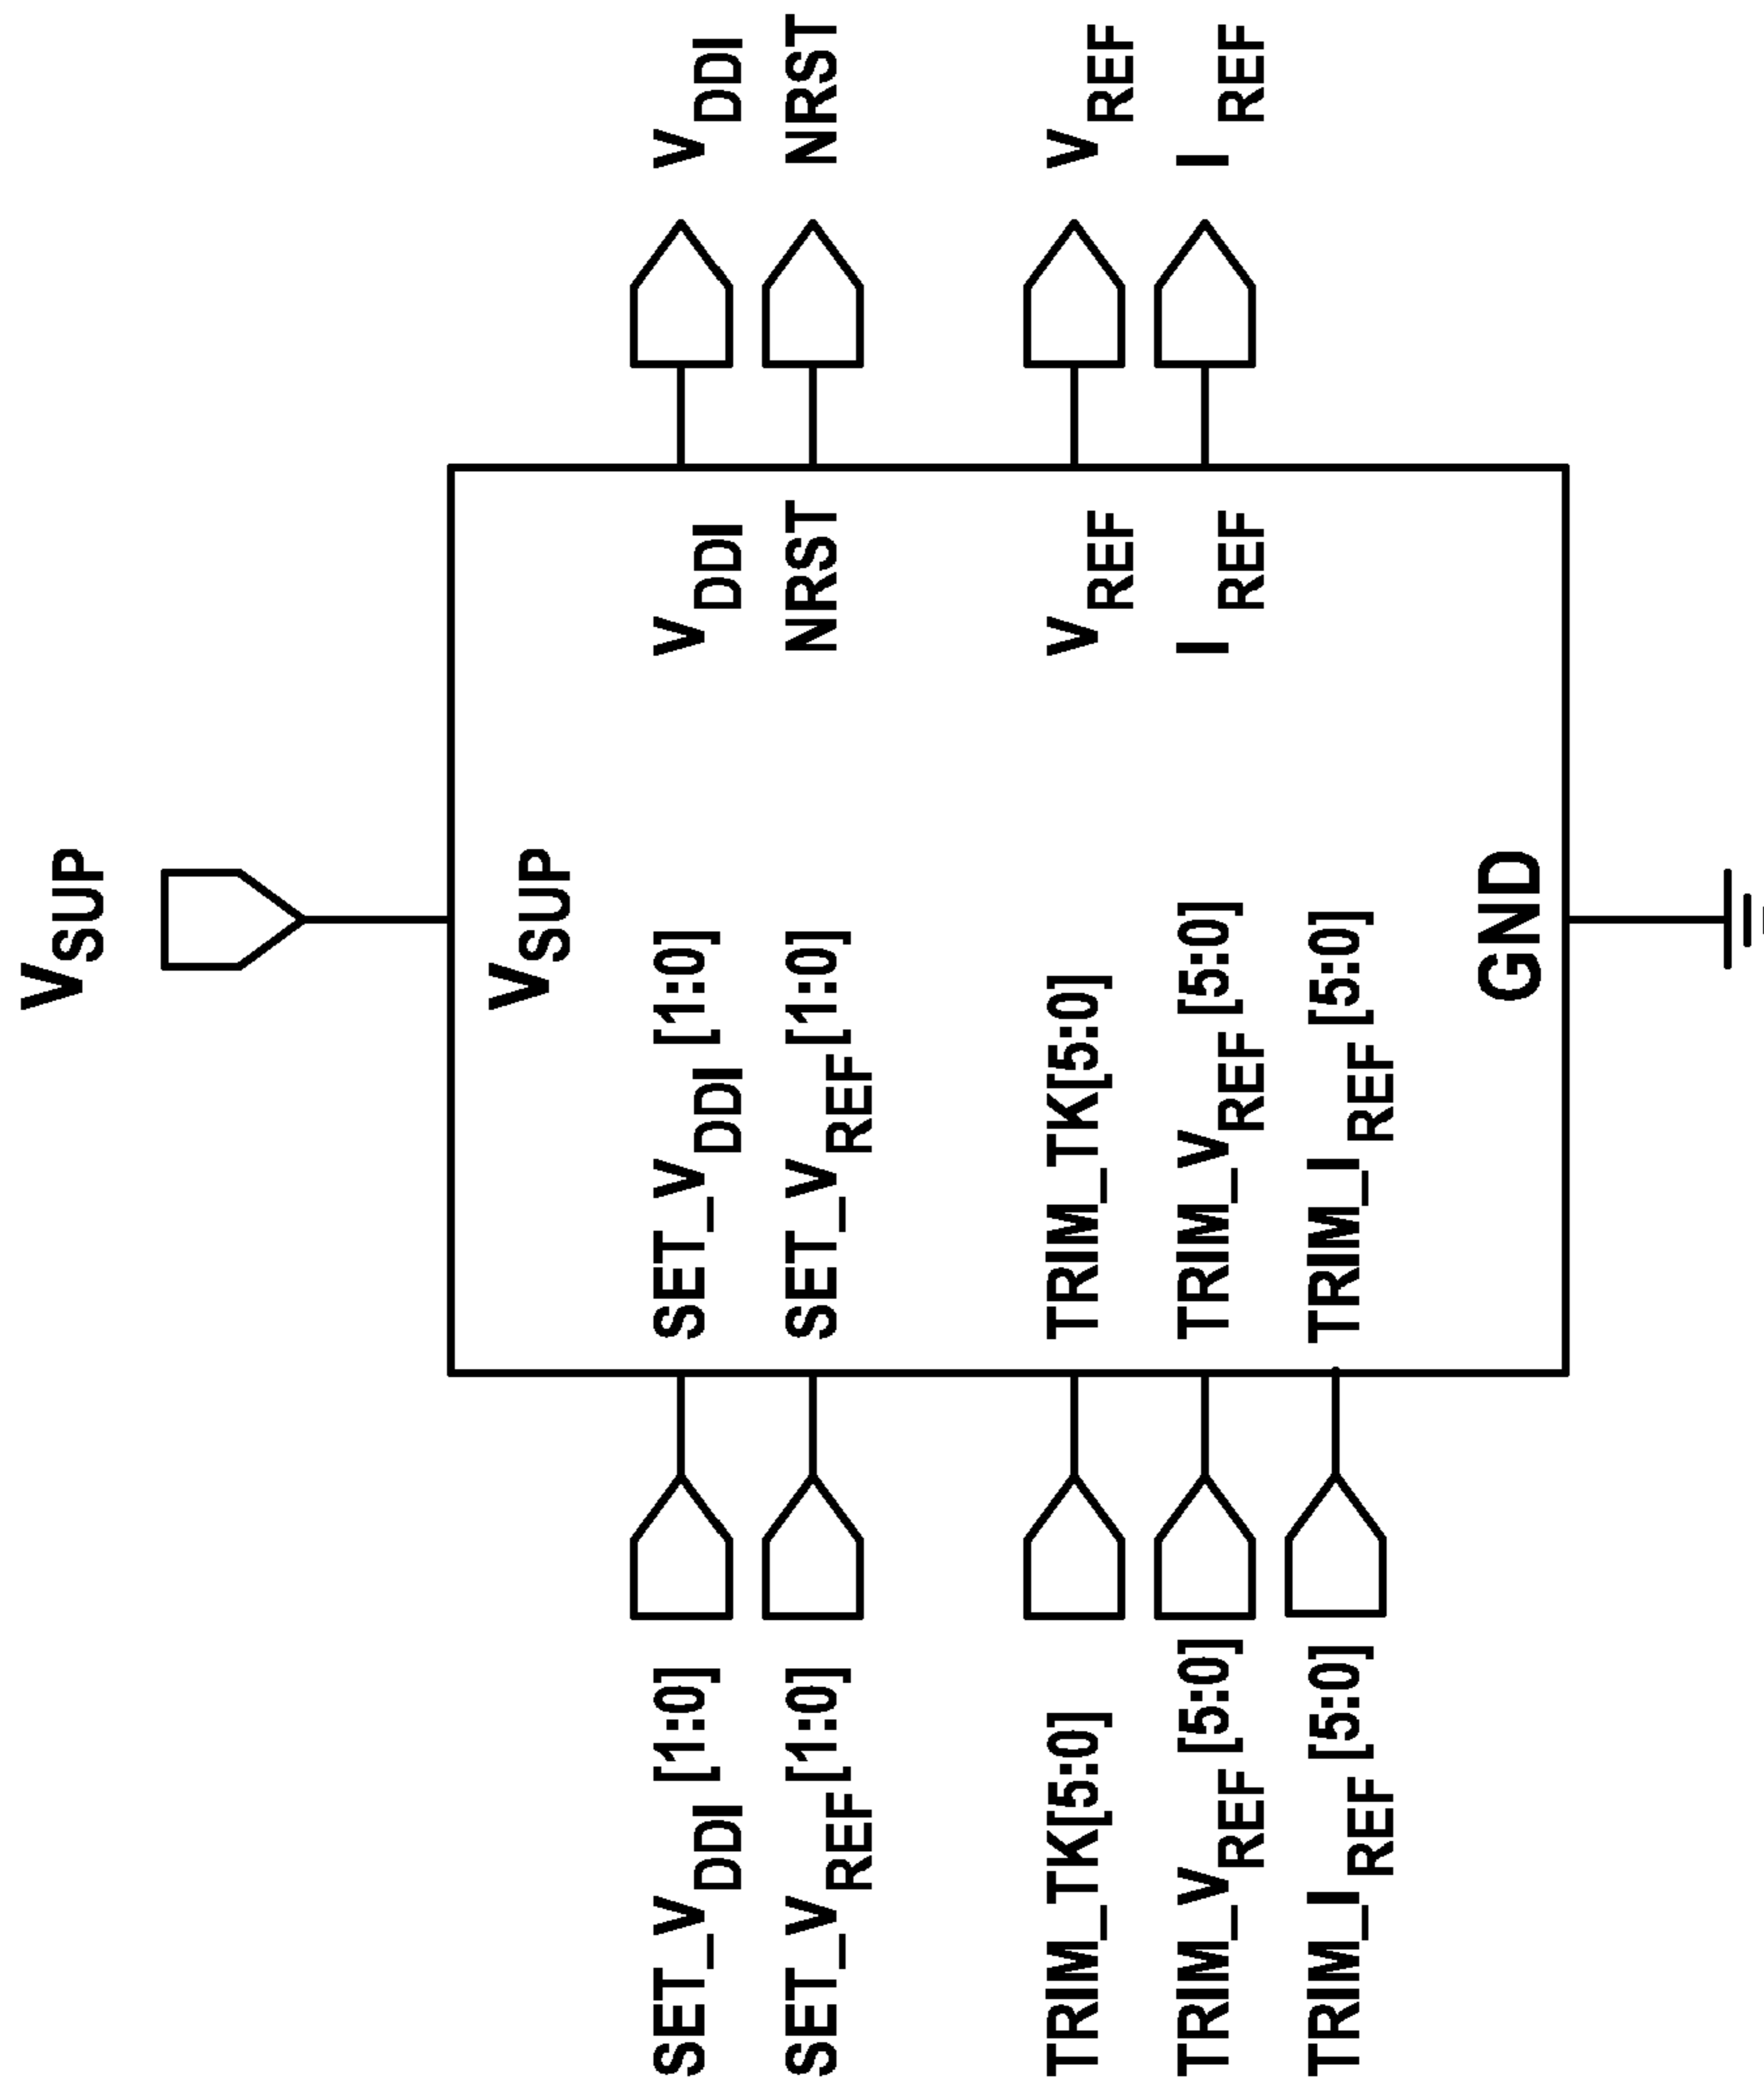 VSUP
VSUP
SET_VDDI [1:0]
SET_VDDI [1:0]
VDDI
VDDI
SET_VREF[1:0]
SET_VREF[1:0]
NRST
NRST
TRIM_TK[5:0]
TRIM_TK[5:0]
VREF
VREF
TRIM_VREF [5:0]
TRIM_VREF [5:0]
IREF
IREF
TRIM_IREF [5:0]
TRIM_IREF [5:0]
GND